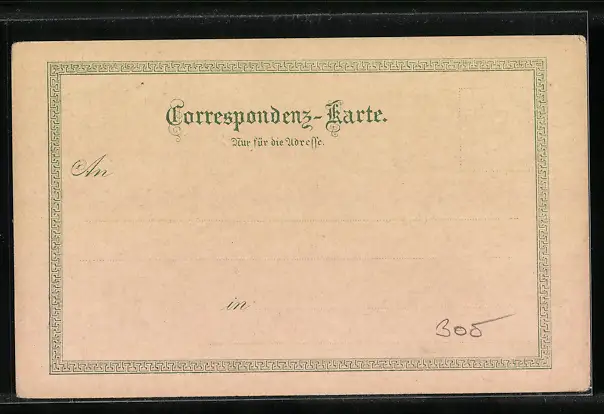 Correspondenz-Karte.
Nur für die Adresse.
An
in
305